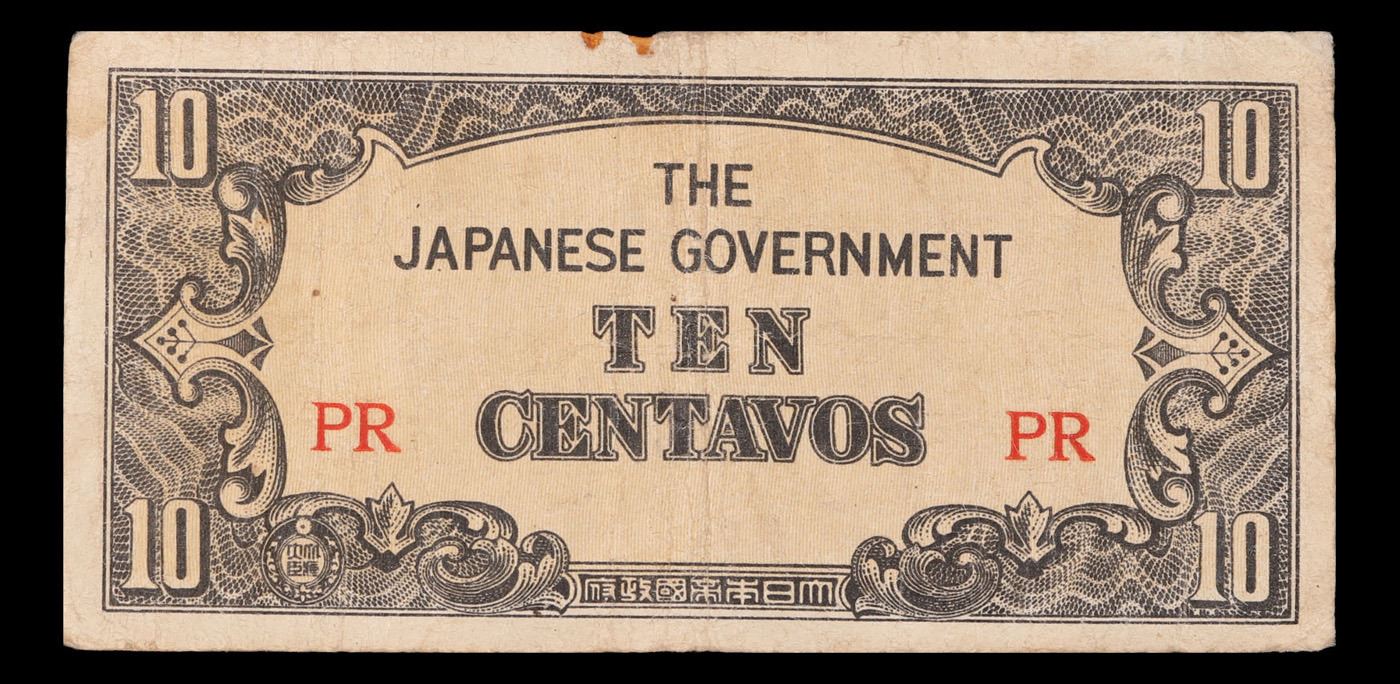 10 10
THE
JAPANESE GOVERNMENT
TEN
PR CENTAVOS PR
10 10
府政國帝本日大